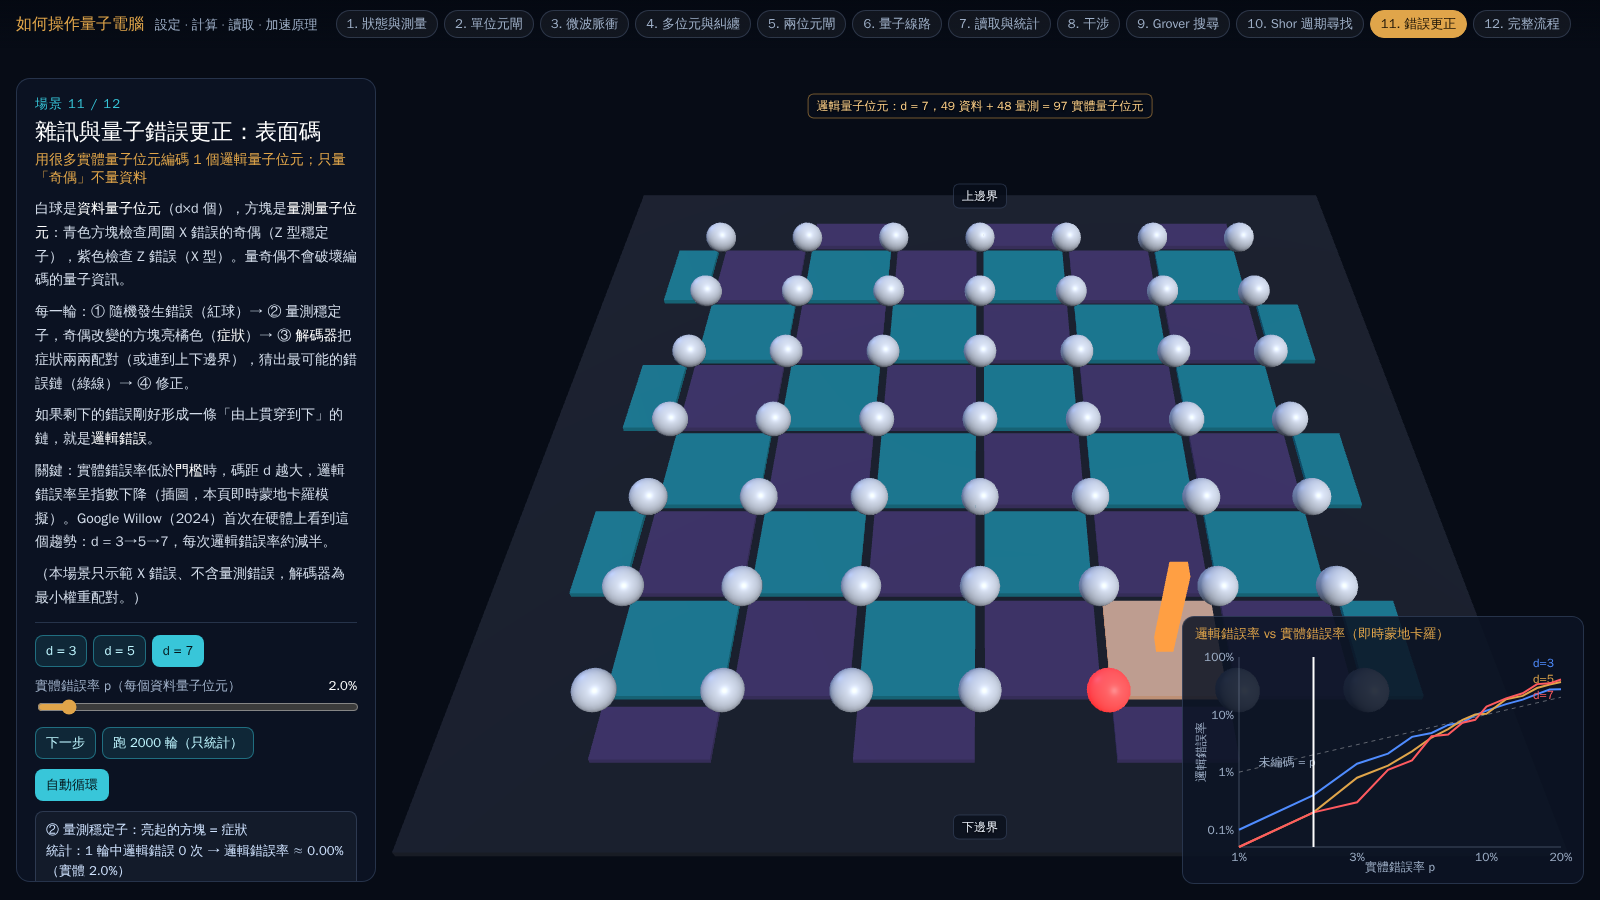 如何操作量子電腦 設定 · 計算 · 讀取 · 加速原理 1. 狀態與測量 2. 單位元閘 3. 微波脈衝 4. 多位元與糾纏 5. 兩位元閘 6. 量子線路 7. 讀取與統計 8. 干涉 9. Grover 搜尋 10. Shor 週期尋找 11. 錯誤更正 12. 完整流程
場景 11 / 12
雜訊與量子錯誤更正：表面碼
用很多實體量子位元編碼 1 個邏輯量子位元；只量
「奇偶」不量資料
白球是資料量子位元（d×d 個），方塊是量測量子位
元：青色方塊檢查周圍 X 錯誤的奇偶（Z 型穩定
子），紫色檢查 Z 錯誤（X 型）。量奇偶不會破壞編
碼的量子資訊。
每一輪：① 隨機發生錯誤（紅球）→ ② 量測穩定
子，奇偶改變的方塊亮橘色（症狀）→ ③ 解碼器把
症狀兩兩配對（或連到上下邊界），猜出最可能的錯
誤鏈（綠線）→ ④ 修正。
如果剩下的錯誤剛好形成一條「由上貫穿到下」的
鏈，就是邏輯錯誤。
關鍵：實體錯誤率低於門檻時，碼距 d 越大，邏輯
錯誤率呈指數下降（插圖，本頁即時蒙地卡羅模
擬）。Google Willow（2024）首次在硬體上看到這
個趨勢：d = 3→5→7，每次邏輯錯誤率約減半。
（本場景只示範 X 錯誤、不含量測錯誤，解碼器為
最小權重配對。）
d = 3 d = 5 d = 7
實體錯誤率 p（每個資料量子位元） 2.0%
下一步 跑 2000 輪（只統計）
自動循環
② 量測穩定子：亮起的方塊 = 症狀
統計：1 輪中邏輯錯誤 0 次 → 邏輯錯誤率 ≈ 0.00%
（實體 2.0%）
邏輯量子位元：d = 7，49 資料 + 48 量測 = 97 實體量子位元
上邊界
下邊界
邏輯錯誤率 vs 實體錯誤率（即時蒙地卡羅）
100%
10%
1%
0.1%
邏輯錯誤率
d=3
d=5
d=7
未編碼 = p
1% 3% 10% 20%
實體錯誤率 p